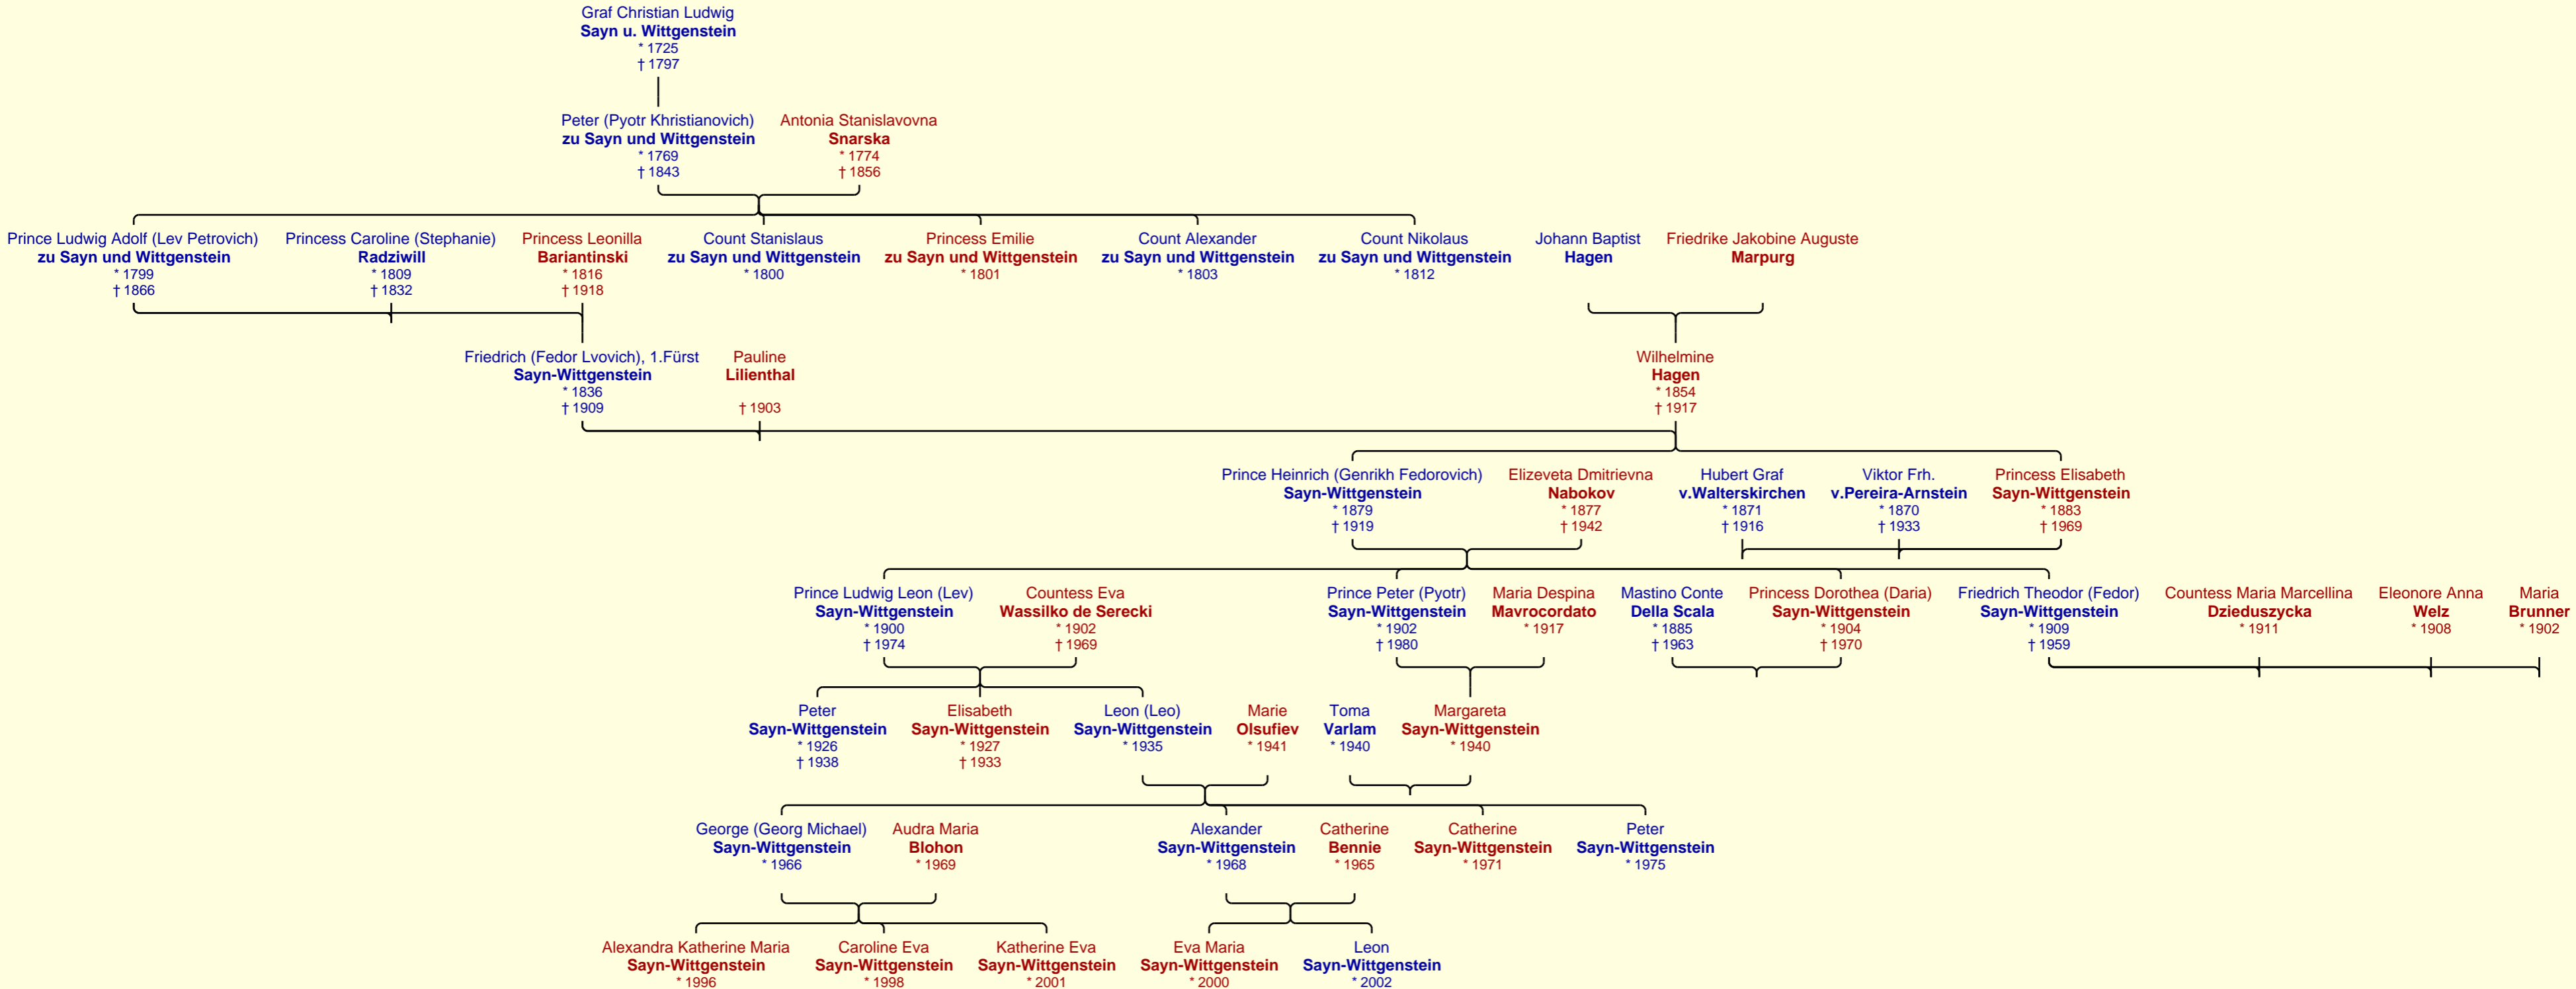 Graf Christian Ludwig
Sayn u. Wittgenstein
* 1725
† 1797
Peter (Pyotr Khristianovich)
zu Sayn und Wittgenstein
* 1769
† 1843
Antonia Stanislavovna
Snarska
* 1774
† 1856
Prince Ludwig Adolf (Lev Petrovich)
zu Sayn und Wittgenstein
* 1799
† 1866
Princess Caroline (Stephanie)
Radziwill
* 1809
† 1832
Princess Leonilla
Bariantinski
* 1816
† 1918
Count Stanislaus
zu Sayn und Wittgenstein
* 1800
Princess Emilie
zu Sayn und Wittgenstein
* 1801
Count Alexander
zu Sayn und Wittgenstein
* 1803
Count Nikolaus
zu Sayn und Wittgenstein
* 1812
Johann Baptist
Hagen
Friedrike Jakobine Auguste
Marpurg
Friedrich (Fedor Lvovich), 1.Fürst
Sayn-Wittgenstein
* 1836
† 1909
Pauline
Lilienthal
† 1903
Wilhelmine
Hagen
* 1854
† 1917
Prince Heinrich (Genrikh Fedorovich)
Sayn-Wittgenstein
* 1879
† 1919
Elizeveta Dmitrievna
Nabokov
* 1877
† 1942
Hubert Graf
v.Walterskirchen
* 1871
† 1916
Viktor Frh.
v.Pereira-Arnstein
* 1870
† 1933
Princess Elisabeth
Sayn-Wittgenstein
* 1883
† 1969
Prince Ludwig Leon (Lev)
Sayn-Wittgenstein
* 1900
† 1974
Countess Eva
Wassilko de Serecki
* 1902
† 1969
Prince Peter (Pyotr)
Sayn-Wittgenstein
* 1902
† 1980
Maria Despina
Mavrocordato
* 1917
Mastino Conte
Della Scala
* 1885
† 1963
Princess Dorothea (Daria)
Sayn-Wittgenstein
* 1904
† 1970
Friedrich Theodor (Fedor)
Sayn-Wittgenstein
* 1909
† 1959
Countess Maria Marcellina
Dzieduszycka
* 1911
Eleonore Anna
Welz
* 1908
Maria
Brunner
* 1902
Peter
Sayn-Wittgenstein
* 1926
† 1938
Elisabeth
Sayn-Wittgenstein
* 1927
† 1933
Leon (Leo)
Sayn-Wittgenstein
* 1935
Marie
Olsufiev
* 1941
Toma
Varlam
* 1940
Margareta
Sayn-Wittgenstein
* 1940
George (Georg Michael)
Sayn-Wittgenstein
* 1966
Audra Maria
Blohon
* 1969
Alexander
Sayn-Wittgenstein
* 1968
Catherine
Bennie
* 1965
Catherine
Sayn-Wittgenstein
* 1971
Peter
Sayn-Wittgenstein
* 1975
Alexandra Katherine Maria
Sayn-Wittgenstein
* 1996
Caroline Eva
Sayn-Wittgenstein
* 1998
Katherine Eva
Sayn-Wittgenstein
* 2001
Eva Maria
Sayn-Wittgenstein
* 2000
Leon
Sayn-Wittgenstein
* 2002